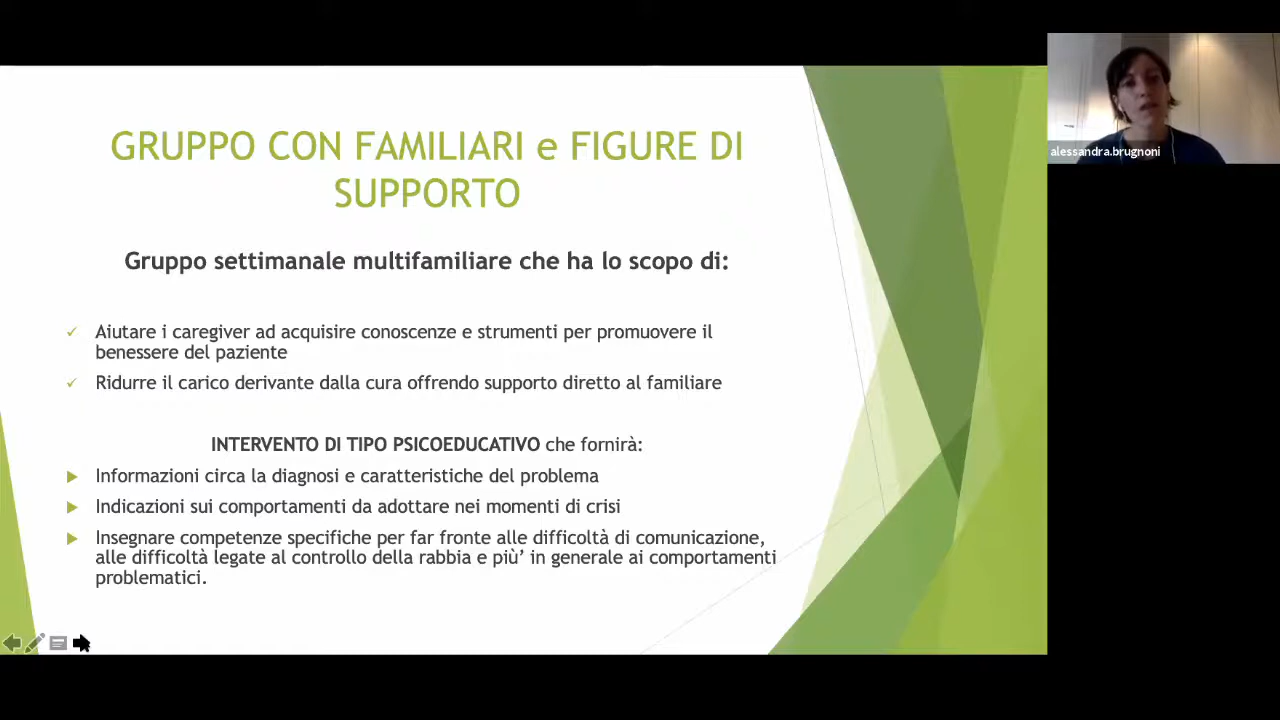 GRUPPO CON FAMILIARI e FIGURE DI
SUPPORTO
Gruppo settimanale multifamiliare che ha lo scopo di:
✓ Aiutare i caregiver ad acquisire conoscenze e strumenti per promuovere il
benessere del paziente
✓ Ridurre il carico derivante dalla cura offrendo supporto diretto al familiare
INTERVENTO DI TIPO PSICOEDUCATIVO che fornirà:
Informazioni circa la diagnosi e caratteristiche del problema
Indicazioni sui comportamenti da adottare nei momenti di crisi
Insegnare competenze specifiche per far fronte alle difficoltà di comunicazione,
alle difficoltà legate al controllo della rabbia e più’ in generale ai comportamenti
problematici.
alessandra.brugnoni